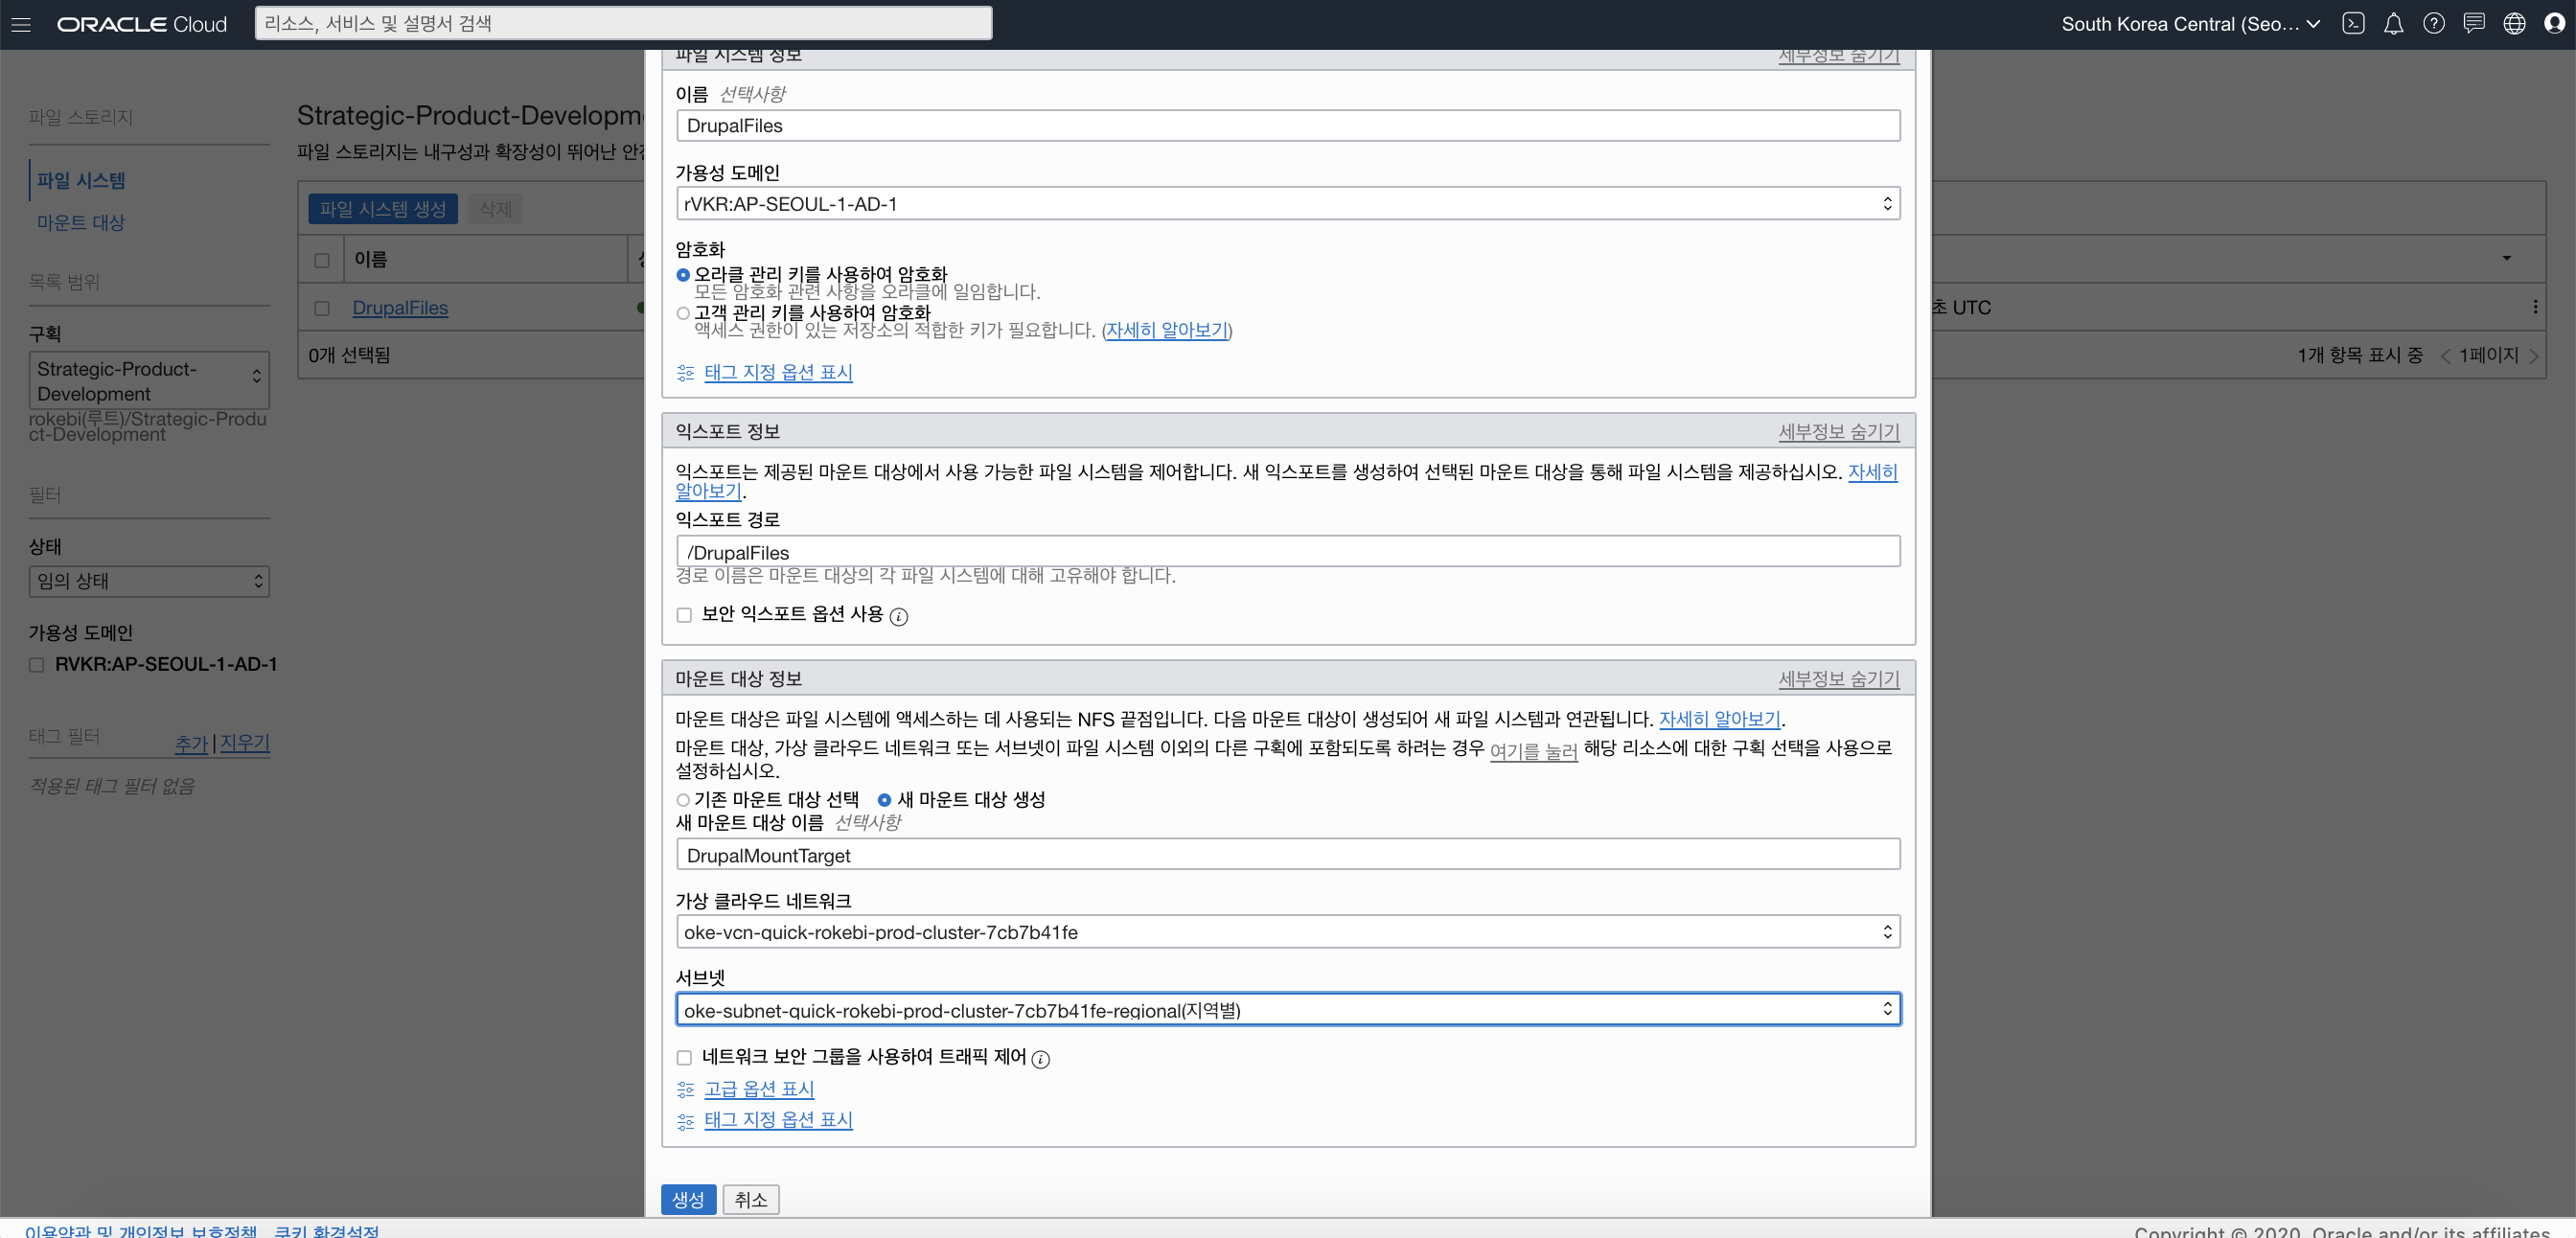 ORACLE Cloud
리소스, 서비스 및 설명서 검색
South Korea Central (Seo...
파일 스토리지
파일 시스템
마운트 대상
목록 범위
구획
Strategic-Product-
Development
rokebi(루트)/Strategic-Produ
ct-Development
필터
상태
임의 상태
가용성 도메인
RVKR:AP-SEOUL-1-AD-1
태그 필터 추가 | 지우기
적용된 태그 필터 없음
Strategic-Product-Developm
파일 스토리지는 내구성과 확장성이 뛰어난 안
파일 시스템 생성 삭제
이름
DrupalFiles
0개 선택됨
초 UTC
1개 항목 표시 중 < 1페이지 >
파일 시스템 정보 세부정보 숨기기
이름 선택사항
DrupalFiles
가용성 도메인
rVKR:AP-SEOUL-1-AD-1
암호화
오라클 관리 키를 사용하여 암호화
모든 암호화 관련 사항을 오라클에 일임합니다.
고객 관리 키를 사용하여 암호화
액세스 권한이 있는 저장소의 적합한 키가 필요합니다. (자세히 알아보기)
태그 지정 옵션 표시
익스포트 정보 세부정보 숨기기
익스포트는 제공된 마운트 대상에서 사용 가능한 파일 시스템을 제어합니다. 새 익스포트를 생성하여 선택된 마운트 대상을 통해 파일 시스템을 제공하십시오. 자세히
알아보기.
익스포트 경로
/DrupalFiles
경로 이름은 마운트 대상의 각 파일 시스템에 대해 고유해야 합니다.
보안 익스포트 옵션 사용
마운트 대상 정보 세부정보 숨기기
마운트 대상은 파일 시스템에 액세스하는 데 사용되는 NFS 끝점입니다. 다음 마운트 대상이 생성되어 새 파일 시스템과 연관됩니다. 자세히 알아보기.
마운트 대상, 가상 클라우드 네트워크 또는 서브넷이 파일 시스템 이외의 다른 구획에 포함되도록 하려는 경우 여기를 눌러 해당 리소스에 대한 구획 선택을 사용으로
설정하십시오.
기존 마운트 대상 선택 새 마운트 대상 생성
새 마운트 대상 이름 선택사항
DrupalMountTarget
가상 클라우드 네트워크
oke-vcn-quick-rokebi-prod-cluster-7cb7b41fe
서브넷
oke-subnet-quick-rokebi-prod-cluster-7cb7b41fe-regional(지역별)
네트워크 보안 그룹을 사용하여 트래픽 제어
고급 옵션 표시
태그 지정 옵션 표시
생성 취소
이용약관 및 개인정보 보호정책 쿠키 환경설정
Copyright © 2020, Oracle and/or its affiliates